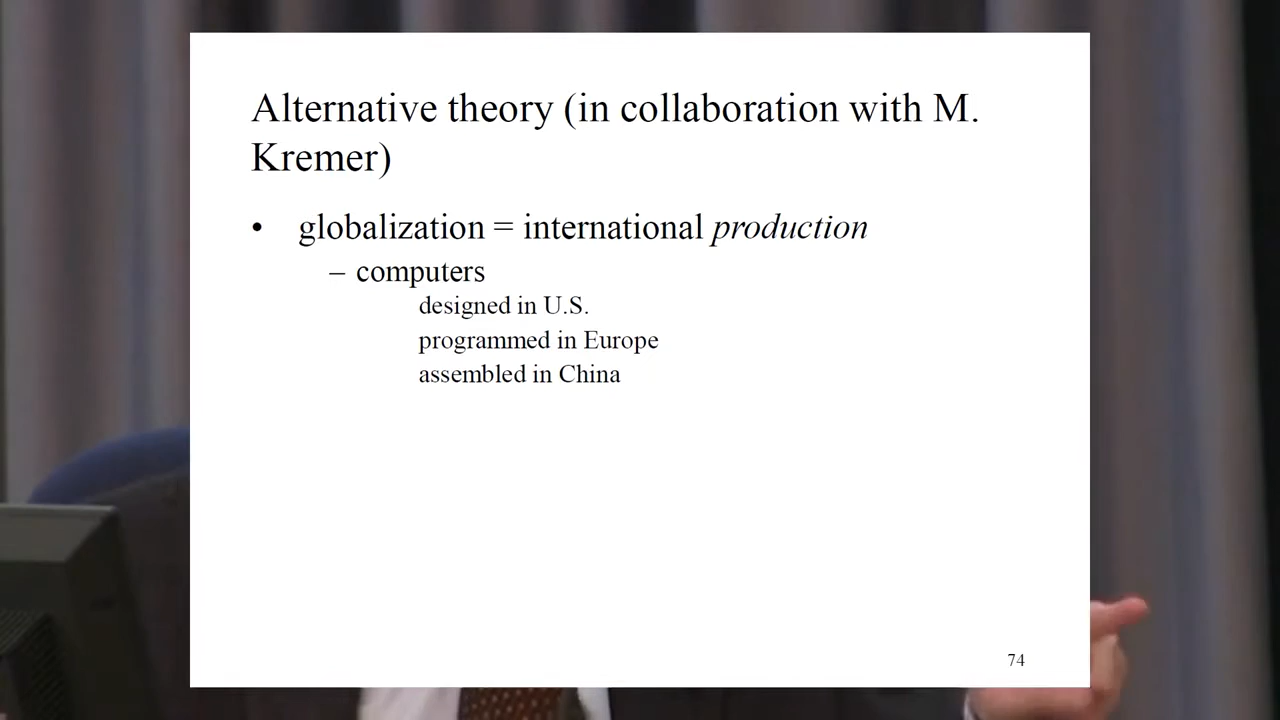 Alternative theory (in collaboration with M.
Kremer)
• globalization = international production
– computers
designed in U.S.
programmed in Europe
assembled in China
74